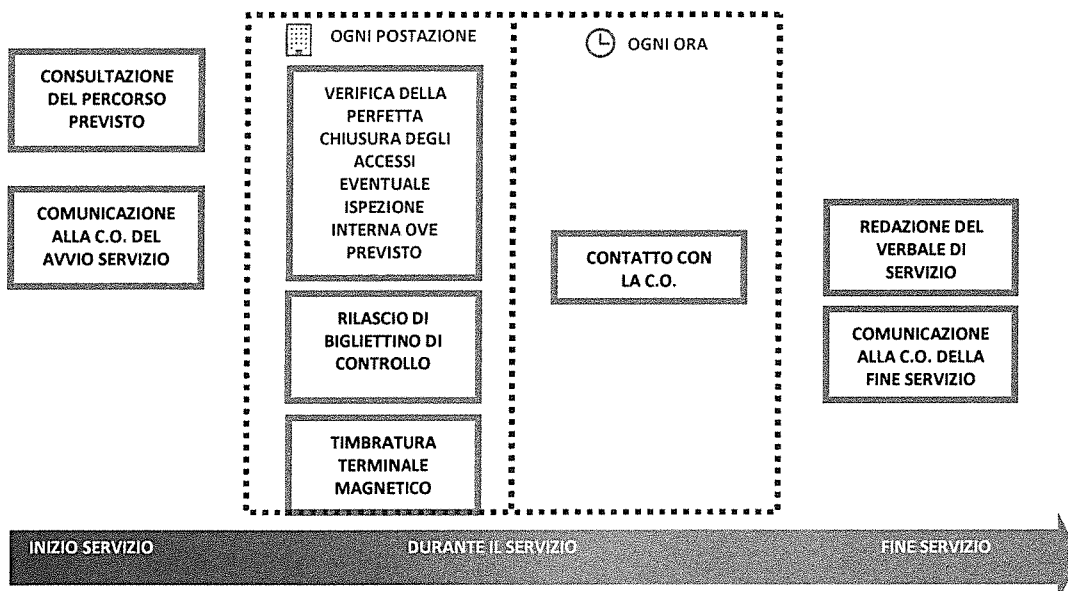 CONSULTAZIONE
DEL PERCORSO
PREVISTO
COMUNICAZIONE
ALLA C.O. DEL
AVVIO SERVIZIO
OGNI POSTAZIONE
VERIFICA DELLA
PERFETTA
CHIUSURA DEGLI
ACCESSI
EVENTUALE
ISPEZIONE
INTERNA OVE
PREVISTO
RILASCIO DI
BIGLIETTINO DI
CONTROLLO
TIMBRATURA
TERMINALE
MAGNETICO
OGNI ORA
CONTATTO CON
LA C.O.
REDAZIONE DEL
VERBALE DI
SERVIZIO
COMUNICAZIONE
ALLA C.O. DELLA
FINE SERVIZIO
INIZIO SERVIZIO
DURANTE IL SERVIZIO
FINE SERVIZIO